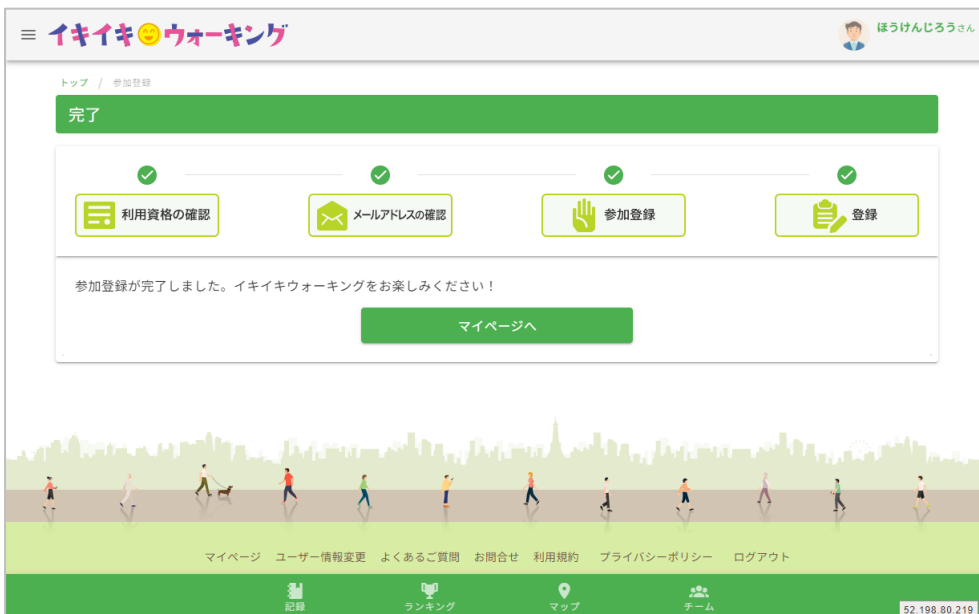 イキイキウォーキング
ほうけんじろうさん
トップ / 参加登録
完了
利用資格の確認
メールアドレスの確認
参加登録
登録
参加登録が完了しました。イキイキウォーキングをお楽しみください！
マイページへ
マイページ ユーザー情報変更 よくあるご質問 お問合せ 利用規約 プライバシーポリシー ログアウト
記録
ランキング
マップ
チーム
52.198.80.219